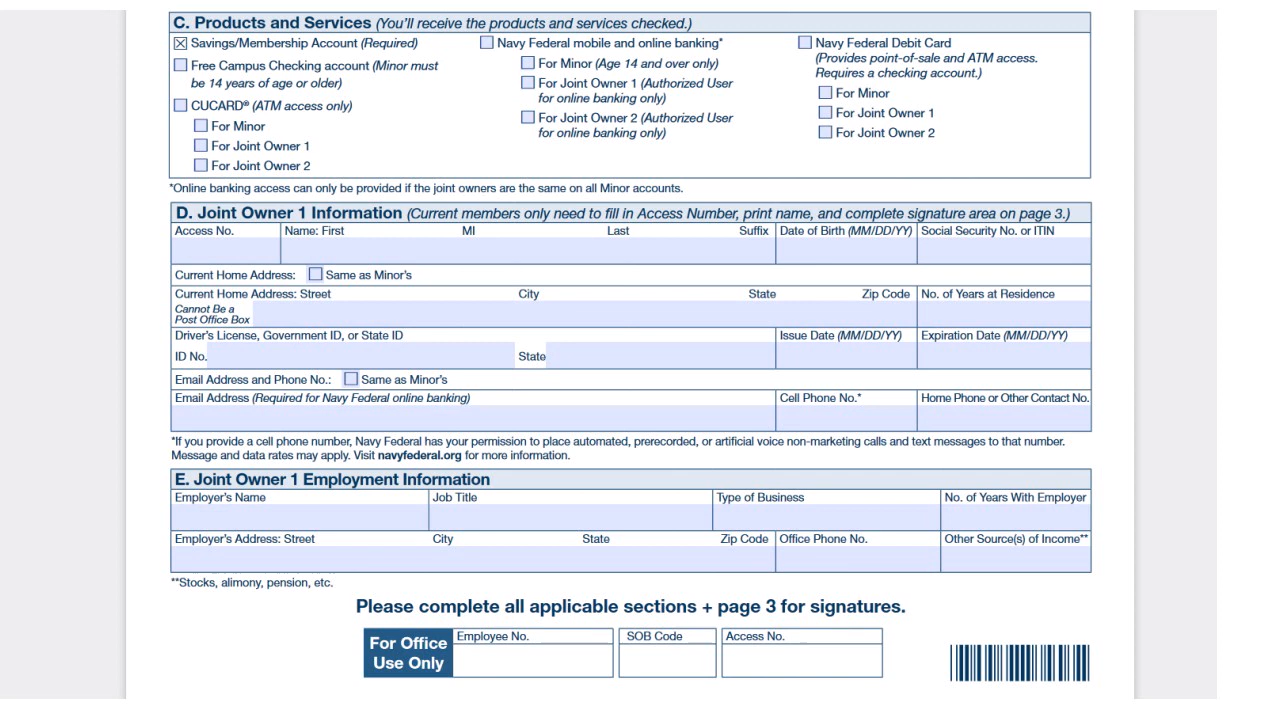 C. Products and Services (You'll receive the products and services checked.)
Savings/Membership Account (Required)
Free Campus Checking account (Minor must
be 14 years of age or older)
CUCARD® (ATM access only)
For Minor
For Joint Owner 1
For Joint Owner 2
Navy Federal mobile and online banking*
For Minor (Age 14 and over only)
For Joint Owner 1 (Authorized User
for online banking only)
For Joint Owner 2 (Authorized User
for online banking only)
Navy Federal Debit Card
(Provides point-of-sale and ATM access.
Requires a checking account.)
For Minor
For Joint Owner 1
For Joint Owner 2
*Online banking access can only be provided if the joint owners are the same on all Minor accounts.
D. Joint Owner 1 Information (Current members only need to fill in Access Number, print name, and complete signature area on page 3.)
Access No. Name: First MI Last Suffix Date of Birth (MM/DD/YY) Social Security No. or ITIN
Current Home Address: Same as Minor's
Current Home Address: Street City State Zip Code No. of Years at Residence
Cannot Be a
Post Office Box
Driver's License, Government ID, or State ID Issue Date (MM/DD/YY) Expiration Date (MM/DD/YY)
ID No. State
Email Address and Phone No.: Same as Minor's
Email Address (Required for Navy Federal online banking) Cell Phone No.* Home Phone or Other Contact No.
*If you provide a cell phone number, Navy Federal has your permission to place automated, prerecorded, or artificial voice non-marketing calls and text messages to that number.
Message and data rates may apply. Visit navyfederal.org for more information.
E. Joint Owner 1 Employment Information
Employer's Name Job Title Type of Business No. of Years With Employer
Employer's Address: Street City State Zip Code Office Phone No. Other Source(s) of Income**
**Stocks, alimony, pension, etc.
Please complete all applicable sections + page 3 for signatures.
For Office
Use Only
Employee No. SOB Code Access No.